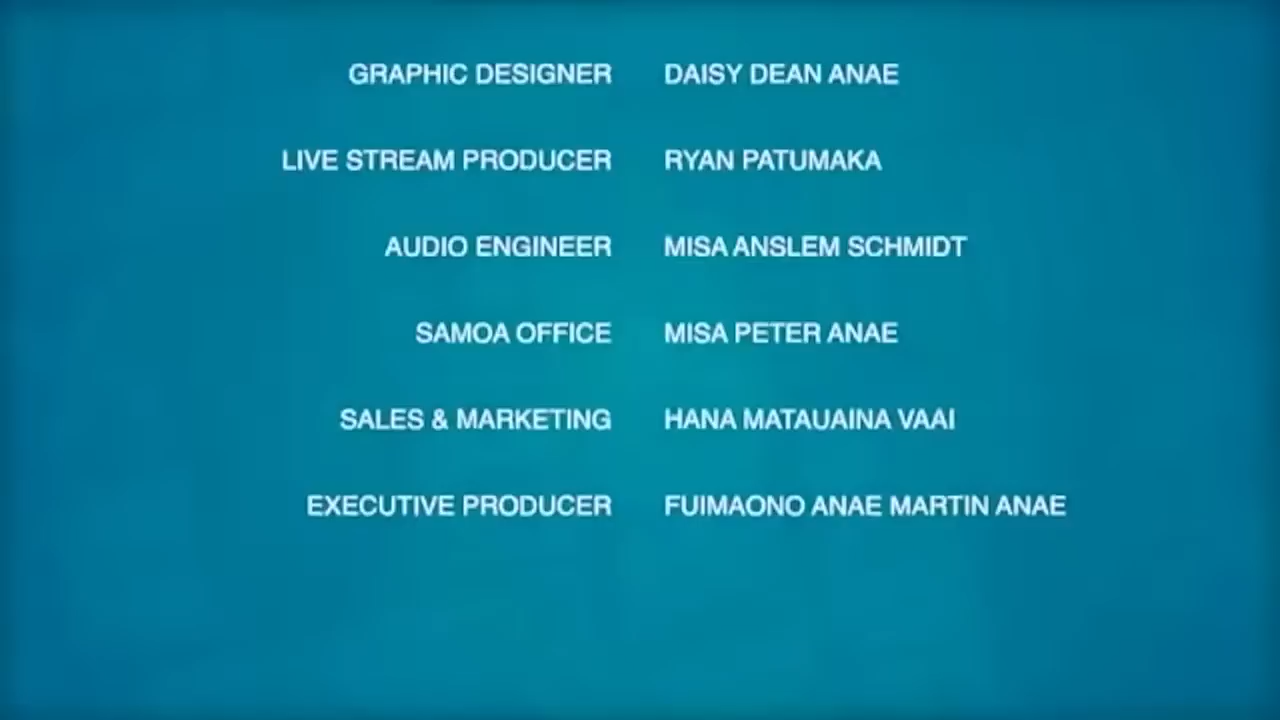 GRAPHIC DESIGNER DAISY DEAN ANAE
LIVE STREAM PRODUCER RYAN PATUMAKA
AUDIO ENGINEER MISA ANSLEM SCHMIDT
SAMOA OFFICE MISA PETER ANAE
SALES & MARKETING HANA MATAUAINA VAAI
EXECUTIVE PRODUCER FUIMAONO ANAE MARTIN ANAE